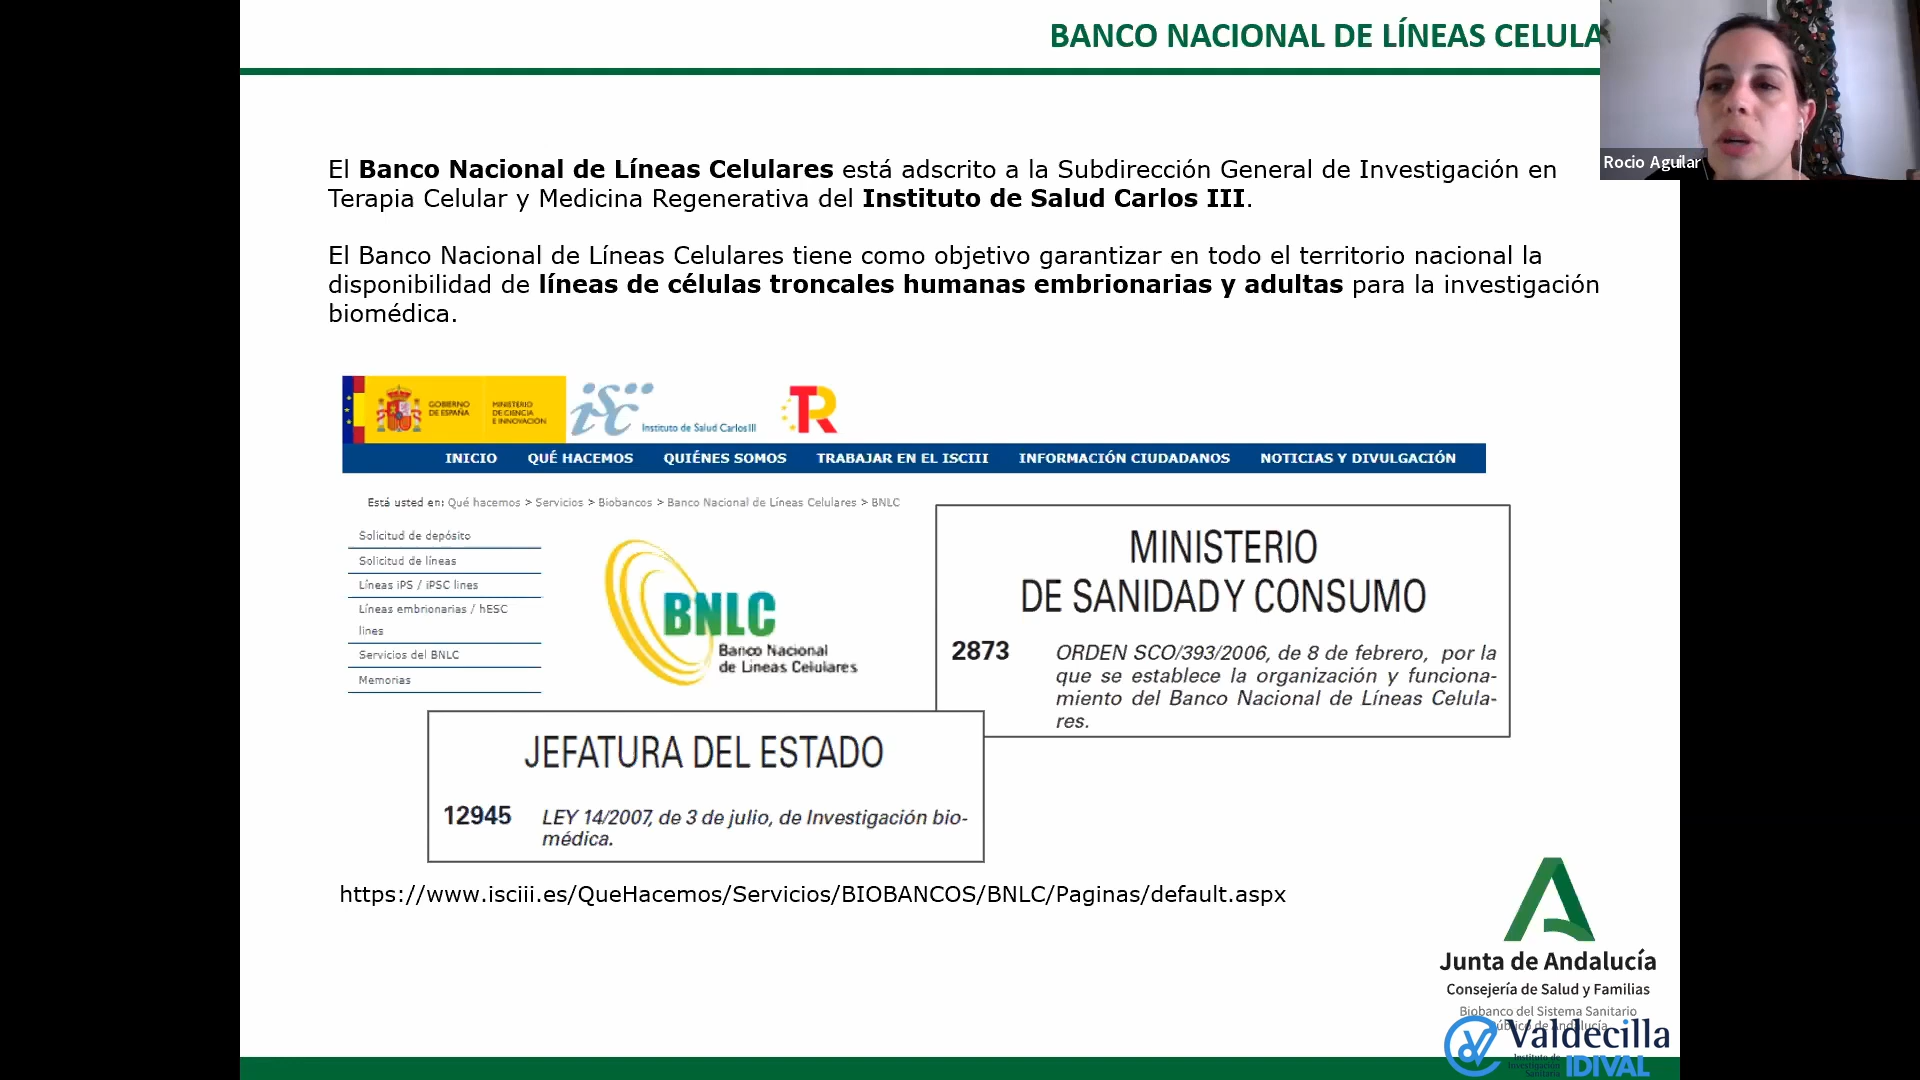 BANCO NACIONAL DE LÍNEAS CELULA
Rocio Aguilar
El Banco Nacional de Líneas Celulares está adscrito a la Subdirección General de Investigación en
Terapia Celular y Medicina Regenerativa del Instituto de Salud Carlos III.
El Banco Nacional de Líneas Celulares tiene como objetivo garantizar en todo el territorio nacional la
disponibilidad de líneas de células troncales humanas embrionarias y adultas para la investigación
biomédica.
GOBIERNO
DE ESPAÑA
MINISTERIO
DE CIENCIA
E INNOVACIÓN
isc
Instituto de Salud Carlos III
TR
INICIO QUÉ HACEMOS QUIÉNES SOMOS TRABAJAR EN EL ISCIII INFORMACIÓN CIUDADANOS NOTICIAS Y DIVULGACIÓN
Está usted en: Qué hacemos > Servicios > Biobancos > Banco Nacional de Líneas Celulares > BNLC
Solicitud de depósito
Solicitud de líneas
Líneas iPS / iPSC lines
Líneas embrionarias / hESC
lines
Servicios del BNLC
Memorias
BNLC
Banco Nacional
de Líneas Celulares
MINISTERIO
DE SANIDAD Y CONSUMO
2873 ORDEN SCO/393/2006, de 8 de febrero, por la
que se establece la organización y funciona-
miento del Banco Nacional de Líneas Celula-
res.
JEFATURA DEL ESTADO
12945 LEY 14/2007, de 3 de julio, de Investigación bio-
médica.
https://www.isciii.es/QueHacemos/Servicios/BIOBANCOS/BNLC/Paginas/default.aspx
Junta de Andalucía
Consejería de Salud y Familias
Biobanco del Sistema Sanitario
Público de Andalucía
Valdecilla
Instituto de
Investigación
Sanitaria
IDIVAL